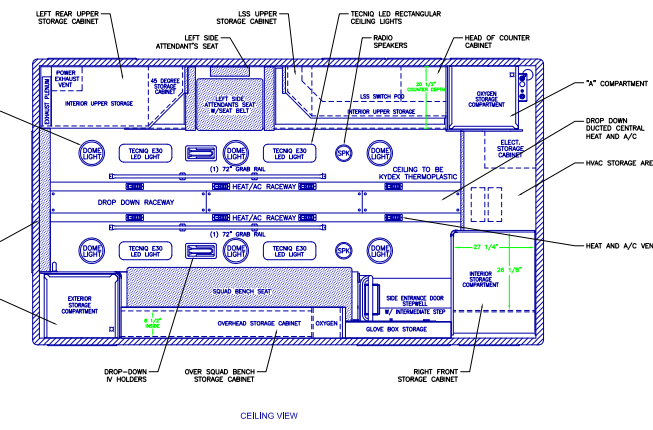 LEFT REAR UPPER
STORAGE CABINET
LSS UPPER
STORAGE CABINET
TECNIQ LED RECTANGULAR
CEILING LIGHTS
LEFT SIDE
ATTENDANT'S SEAT
RADIO
SPEAKERS
HEAD OF COUNTER
CABINET
POWER
EXHAUST
VENT
45 DEGREE
STORAGE
CABINET
EXHAUST PLENUM
INTERIOR UPPER STORAGE
LEFT SIDE
ATTENDANTS SEAT
W/SEAT BELT
LSS SWITCH POD
INTERIOR UPPER STORAGE
COUNTER DEPTH
OXYGEN
STORAGE
COMPARTMENT
"A" COMPARTMENT
DROP DOWN
DUCTED CENTRAL
HEAT AND A/C
ELECT.
STORAGE
CABINET
HVAC STORAGE ARE
DOME
LIGHT
TECNIQ E30
LED LIGHT
DOME
LIGHT
TECNIQ E30
LED LIGHT
SPK
DOME
LIGHT
(1) 72" GRAB RAIL
CEILING TO BE
KYDEX THERMOPLASTIC
HEAT/AC RACEWAY
DROP DOWN RACEWAY
HEAT/AC RACEWAY
(1) 72" GRAB RAIL
HEAT AND A/C VEN
DOME
LIGHT
TECNIQ E30
LED LIGHT
DOME
LIGHT
TECNIQ E30
LED LIGHT
SPK
DOME
LIGHT
27 1/4"
26 1/8"
INTERIOR
STORAGE
COMPARTMENT
SQUAD BENCH SEAT
EXTERIOR
STORAGE
COMPARTMENT
SIDE ENTRANCE DOOR
STEPWELL
W/ INTERMEDIATE STEP
6 1/2"
INSIDE
OVERHEAD STORAGE CABINET
OXYGEN
GLOVE BOX STORAGE
DROP-DOWN
IV HOLDERS
OVER SQUAD BENCH
STORAGE CABINET
RIGHT FRONT
STORAGE CABINET
CEILING VIEW